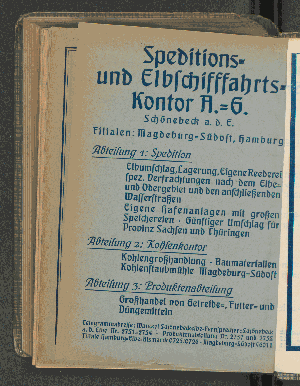 Speditions-
und Elbschifffahrts-
Kontor A.=G.
Schönebeck a. d. E.
Filialen: Magdeburg-Südost, Hamburg
Abteilung 1: Spedition
Elbumschlag, Lagerung, Eigene Reederei
spez. Verfrachtungen nach dem Elbe-
und Odergebiet und den anschließenden
Wasserstraßen
Eigene Hafenanlagen mit großen
Speichereien · Günstiger Umschlag für
Provinz Sachsen und Thüringen
Abteilung 2: Kohlenkontor
Kohlengroßhandlung · Baumaterialien
Kohlenstaubmühle Magdeburg-Südost
Abteilung 3: Produktenabteilung
Großhandel von Getreide-, Futter- und
Düngemitteln